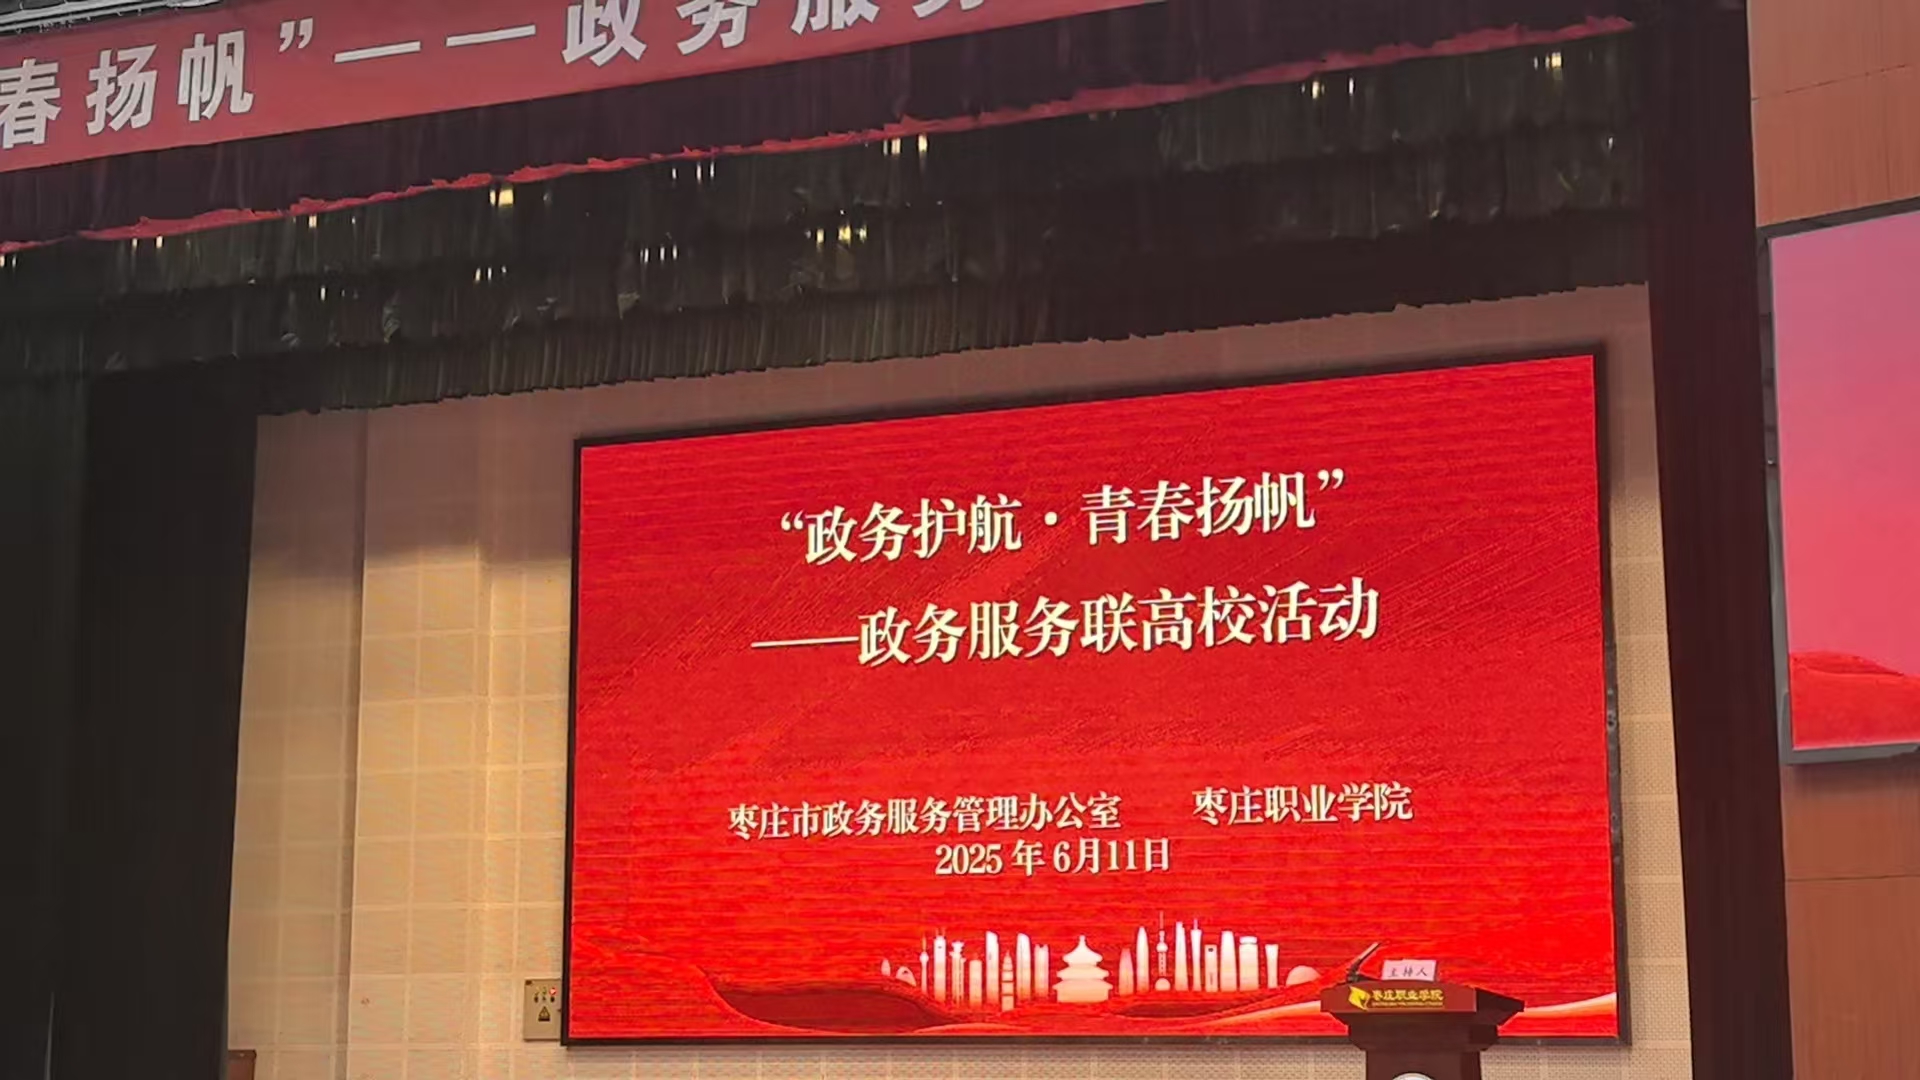 春扬帆”——政务服务
“政务护航·青春扬帆”
——政务服务联高校活动
枣庄市政务服务管理办公室 枣庄职业学院
2025年6月11日
主持人
枣庄职业学院